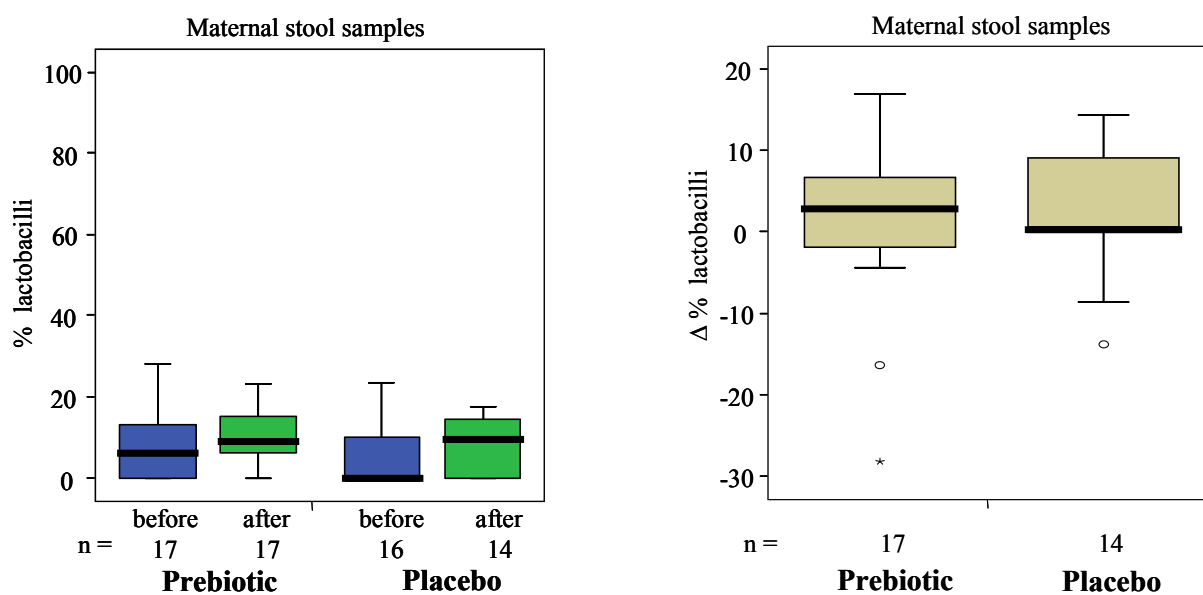 Maternal stool samples
100
80
60
40
20
0
% lactobacilli
before after before after
n = 17 17 16 14
Prebiotic Placebo
Maternal stool samples
20
10
0
-10
-20
-30
Δ % lactobacilli
n = 17 14
Prebiotic Placebo